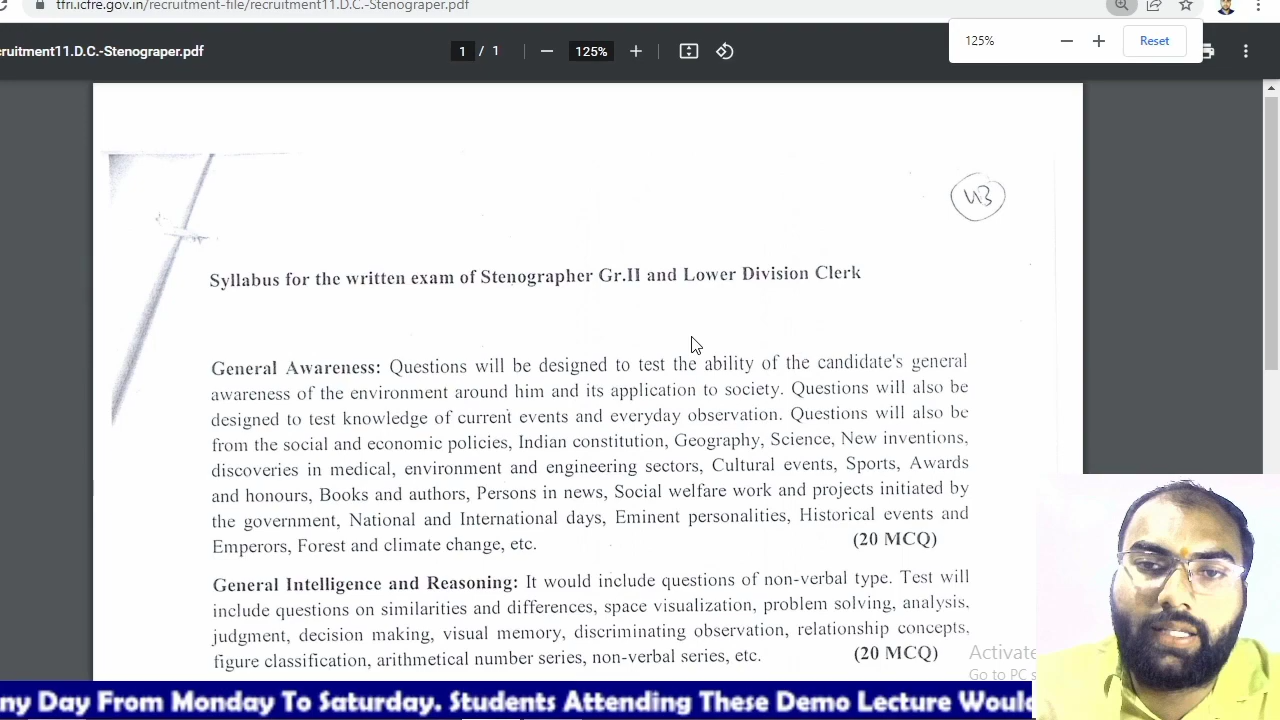 tfri.icfre.gov.in/recruitment-file/recruitment11.D.C.-Stenograper.pdf
cruitment11.D.C.-Stenograper.pdf
1 / 1
125%
125%
Reset
43
Syllabus for the written exam of Stenographer Gr.II and Lower Division Clerk
General Awareness: Questions will be designed to test the ability of the candidate's general
awareness of the environment around him and its application to society. Questions will also be
designed to test knowledge of current events and everyday observation. Questions will also be
from the social and economic policies, Indian constitution, Geography, Science, New inventions,
discoveries in medical, environment and engineering sectors, Cultural events, Sports, Awards
and honours, Books and authors, Persons in news, Social welfare work and projects initiated by
the government, National and International days, Eminent personalities, Historical events and
Emperors, Forest and climate change, etc. (20 MCQ)
General Intelligence and Reasoning: It would include questions of non-verbal type. Test will
include questions on similarities and differences, space visualization, problem solving, analysis,
judgment, decision making, visual memory, discriminating observation, relationship concepts,
figure classification, arithmetical number series, non-verbal series, etc. (20 MCQ)
Activate
Go to PC s
ny Day From Monday To Saturday. Students Attending These Demo Lecture Would